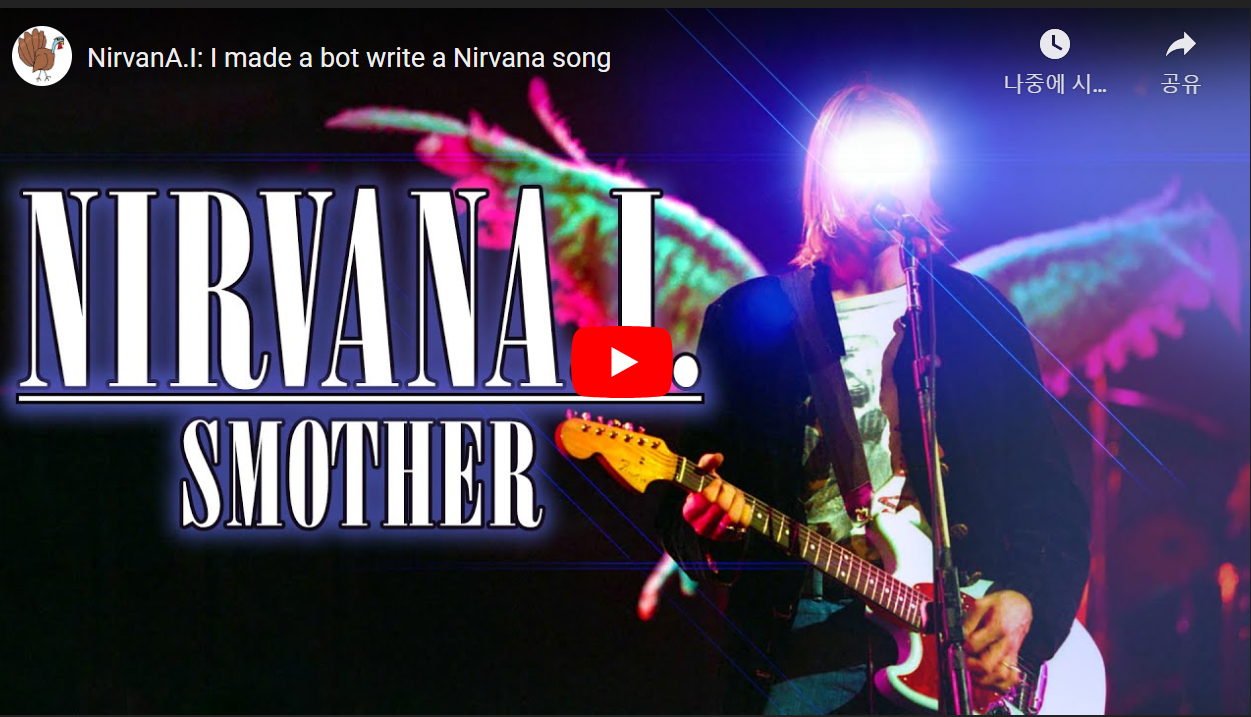 NirvanA.I: I made a bot write a Nirvana song
나중에 시...
공유
NIRVANA.I.
SMOTHER